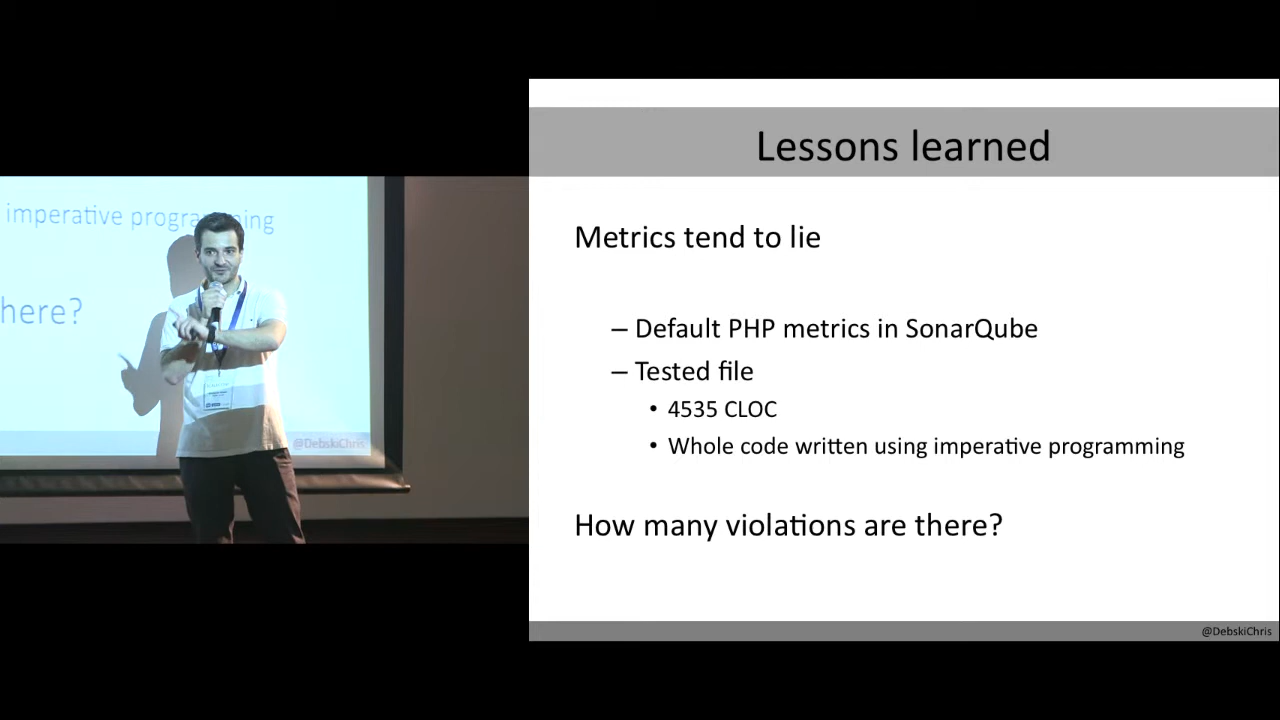 imperative programming
here?
@DebskiChris
Lessons learned
Metrics tend to lie
– Default PHP metrics in SonarQube
– Tested file
• 4535 CLOC
• Whole code written using imperative programming
How many violations are there?
@DebskiChris